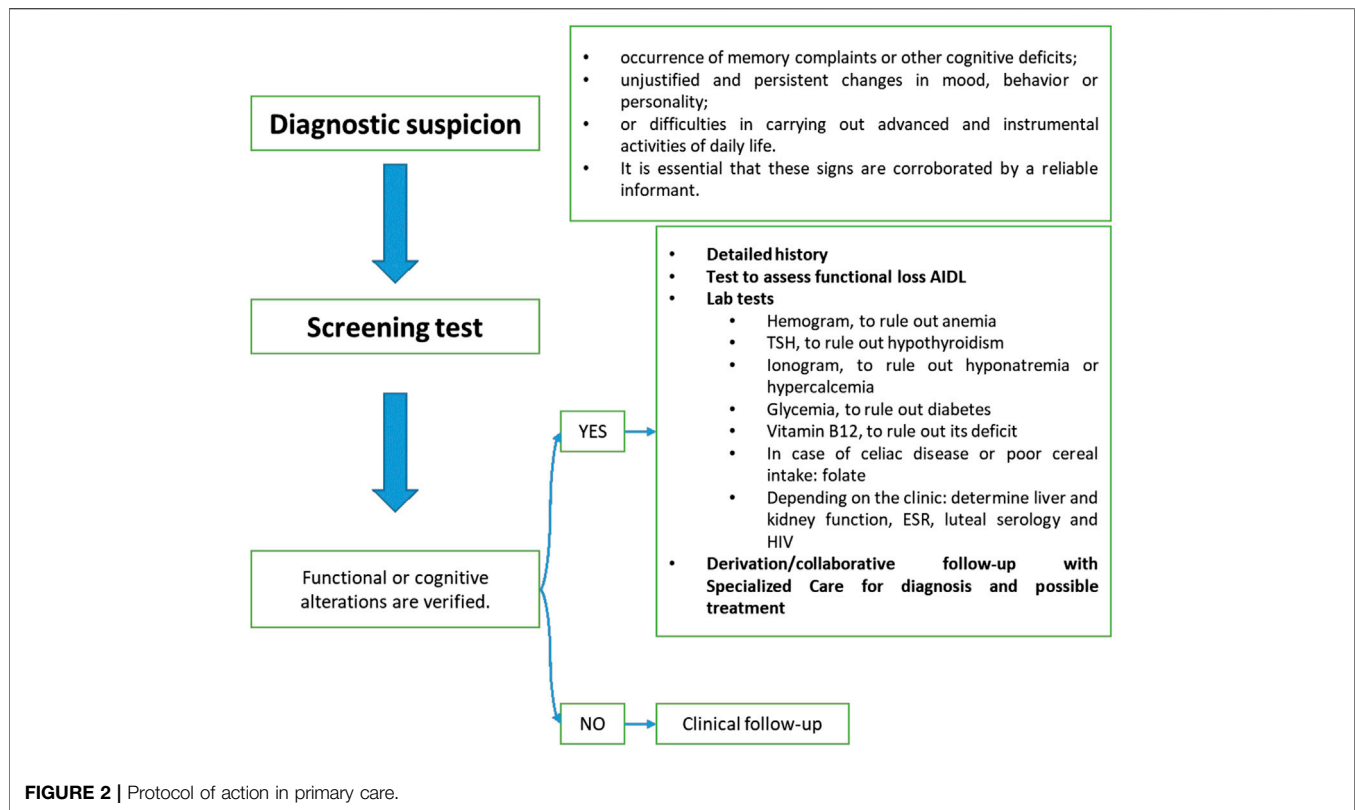 • occurrence of memory complaints or other cognitive deficits;
• unjustified and persistent changes in mood, behavior or
personality;
• or difficulties in carrying out advanced and instrumental
activities of daily life.
• It is essential that these signs are corroborated by a reliable
informant.
Diagnostic suspicion
• Detailed history
• Test to assess functional loss AIDL
• Lab tests
• Hemogram, to rule out anemia
• TSH, to rule out hypothyroidism
• Ionogram, to rule out hyponatremia or
hypercalcemia
• Glycemia, to rule out diabetes
• Vitamin B12, to rule out its deficit
• In case of celiac disease or poor cereal
intake: folate
• Depending on the clinic: determine liver and
kidney function, ESR, luteal serology and
HIV
• Derivation/collaborative follow-up with
Specialized Care for diagnosis and possible
treatment
Screening test
YES
Functional or cognitive
alterations are verified.
NO
Clinical follow-up
FIGURE 2 | Protocol of action in primary care.